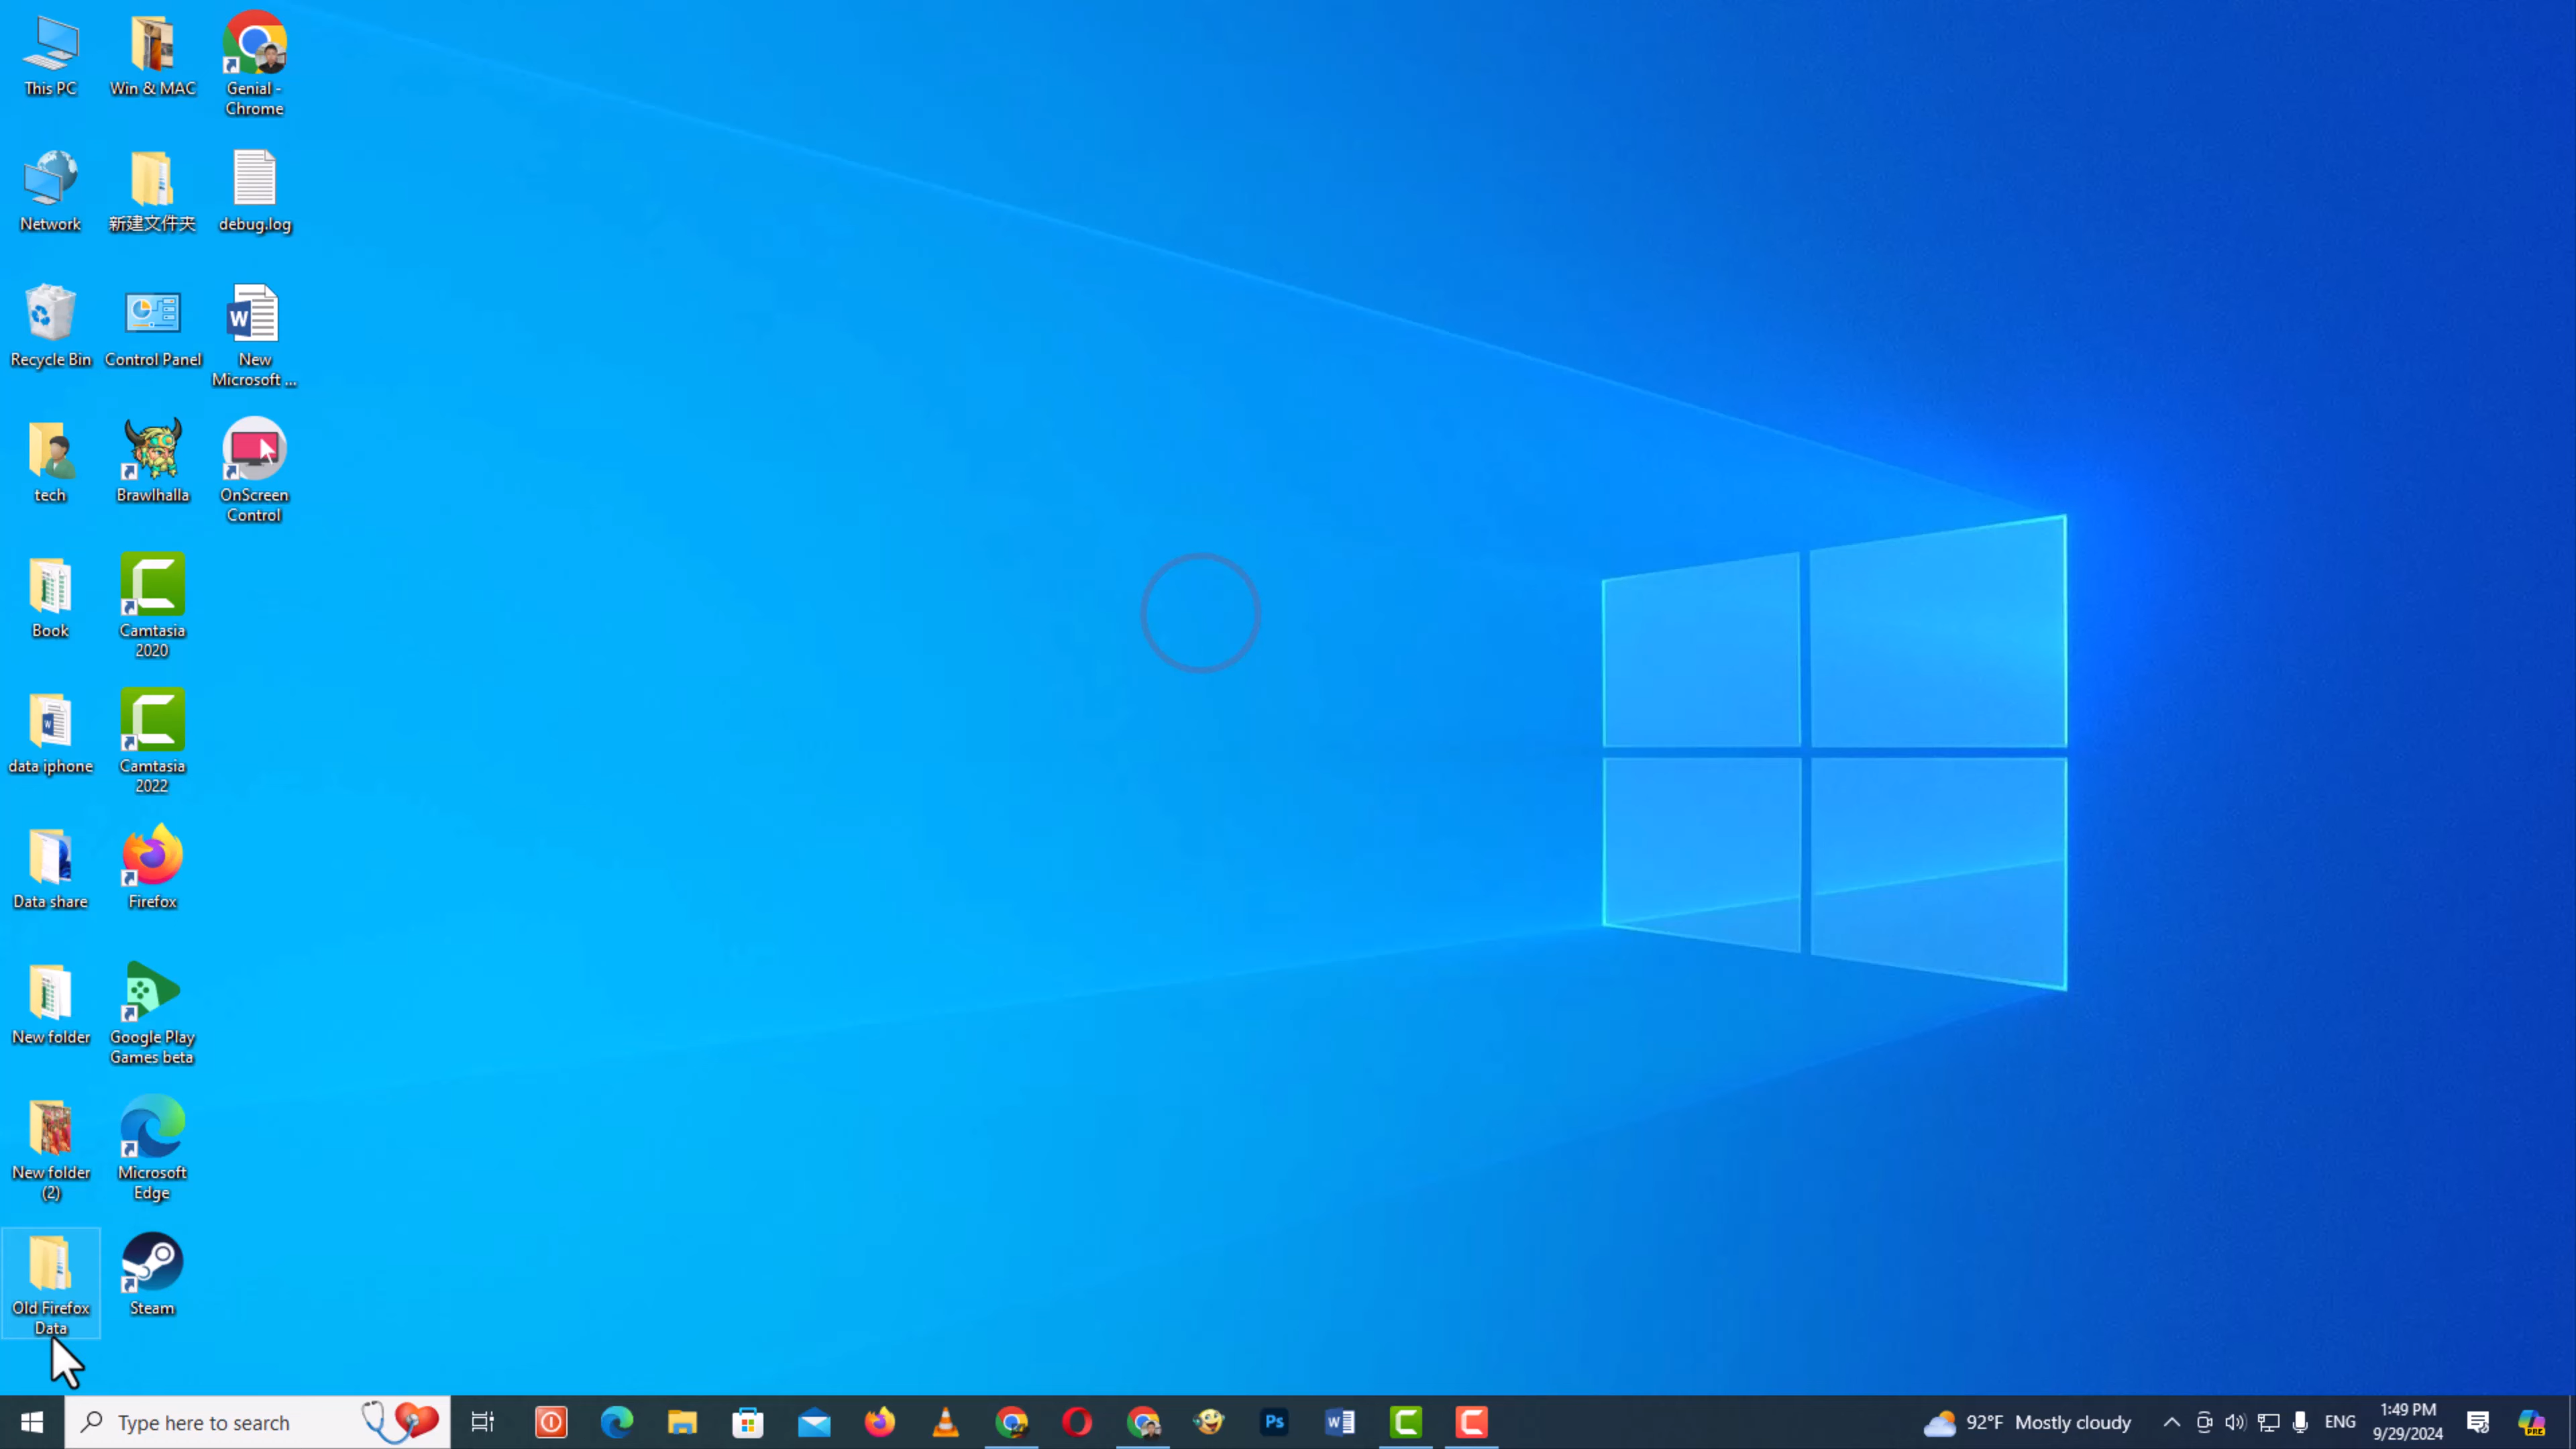 This PC
Win & MAC
Genial -
Chrome
Network
新建文件夹
debug.log
Recycle Bin
Control Panel
New
Microsoft ...
tech
Brawlhalla
OnScreen
Control
Book
Camtasia
2020
data iphone
Camtasia
2022
Data share
Firefox
New folder
Google Play
Games beta
New folder
(2)
Microsoft
Edge
Old Firefox
Data
Steam
Type here to search
Ps
92°F Mostly cloudy
ENG
1:49 PM
9/29/2024
PRE